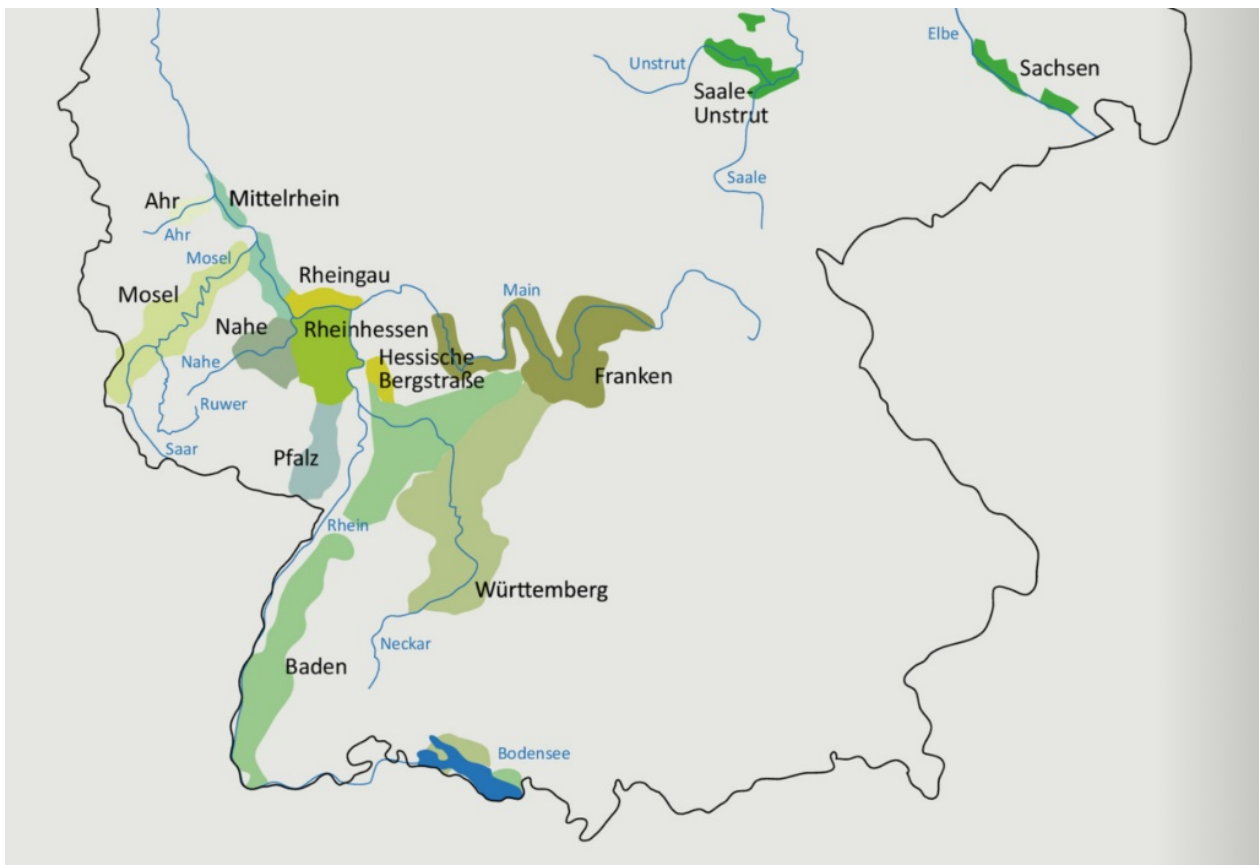 Elbe
Unstrut
Sachsen
Saale-
Unstrut
Saale
Ahr
Mittelrhein
Ahr
Mosel
Rheingau
Mosel
Main
Nahe
Rheinhessen
Nahe
Hessische
Bergstraße
Franken
Ruwer
Saar
Pfalz
Rhein
Württemberg
Neckar
Baden
Bodensee